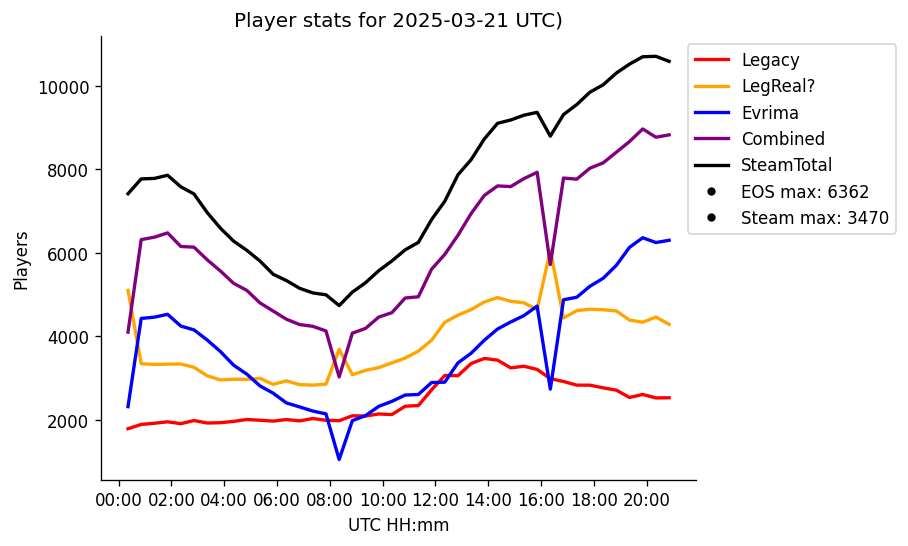 Player stats for 2025-03-21 UTC)
Legacy
LegReal?
Evrima
Combined
SteamTotal
EOS max: 6362
Steam max: 3470
Players
10000
8000
6000
4000
2000
00:00 02:00 04:00 06:00 08:00 10:00 12:00 14:00 16:00 18:00 20:00
UTC HH:mm